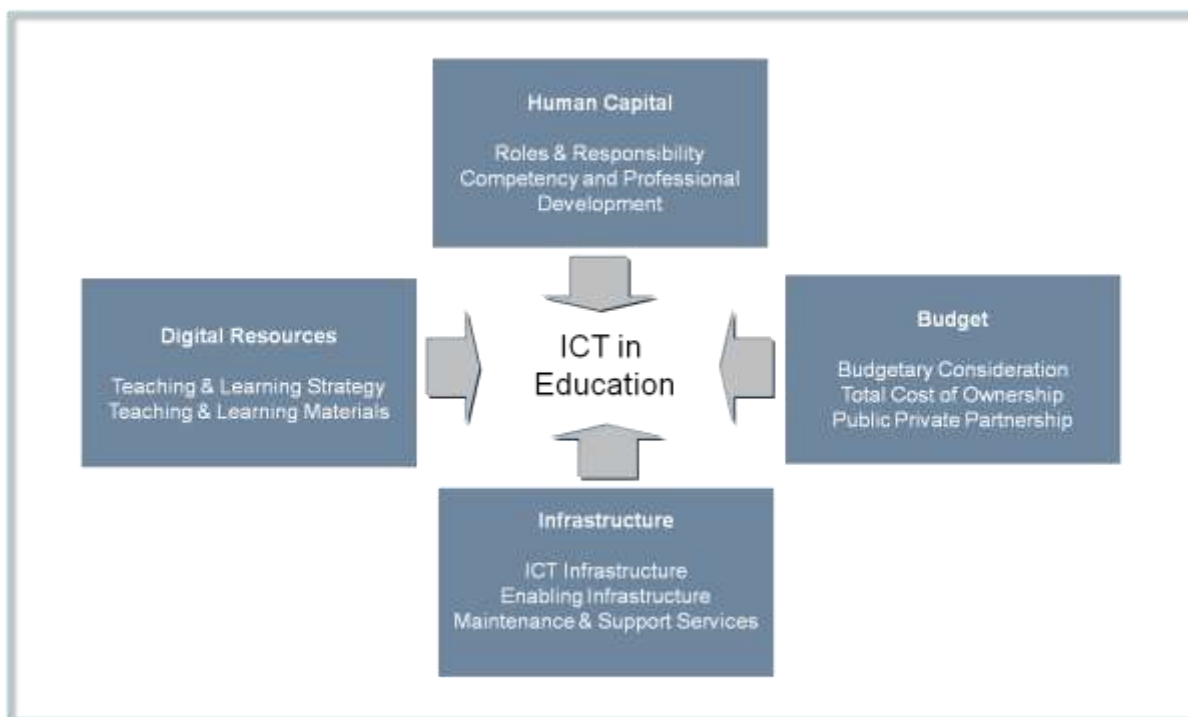 Human Capital
Roles & Responsibility
Competency and Professional
Development
Digital Resources
Teaching & Learning Strategy
Teaching & Learning Materials
ICT in
Education
Budget
Budgetary Consideration
Total Cost of Ownership
Public Private Partnership
Infrastructure
ICT Infrastructure
Enabling Infrastructure
Maintenance & Support Services